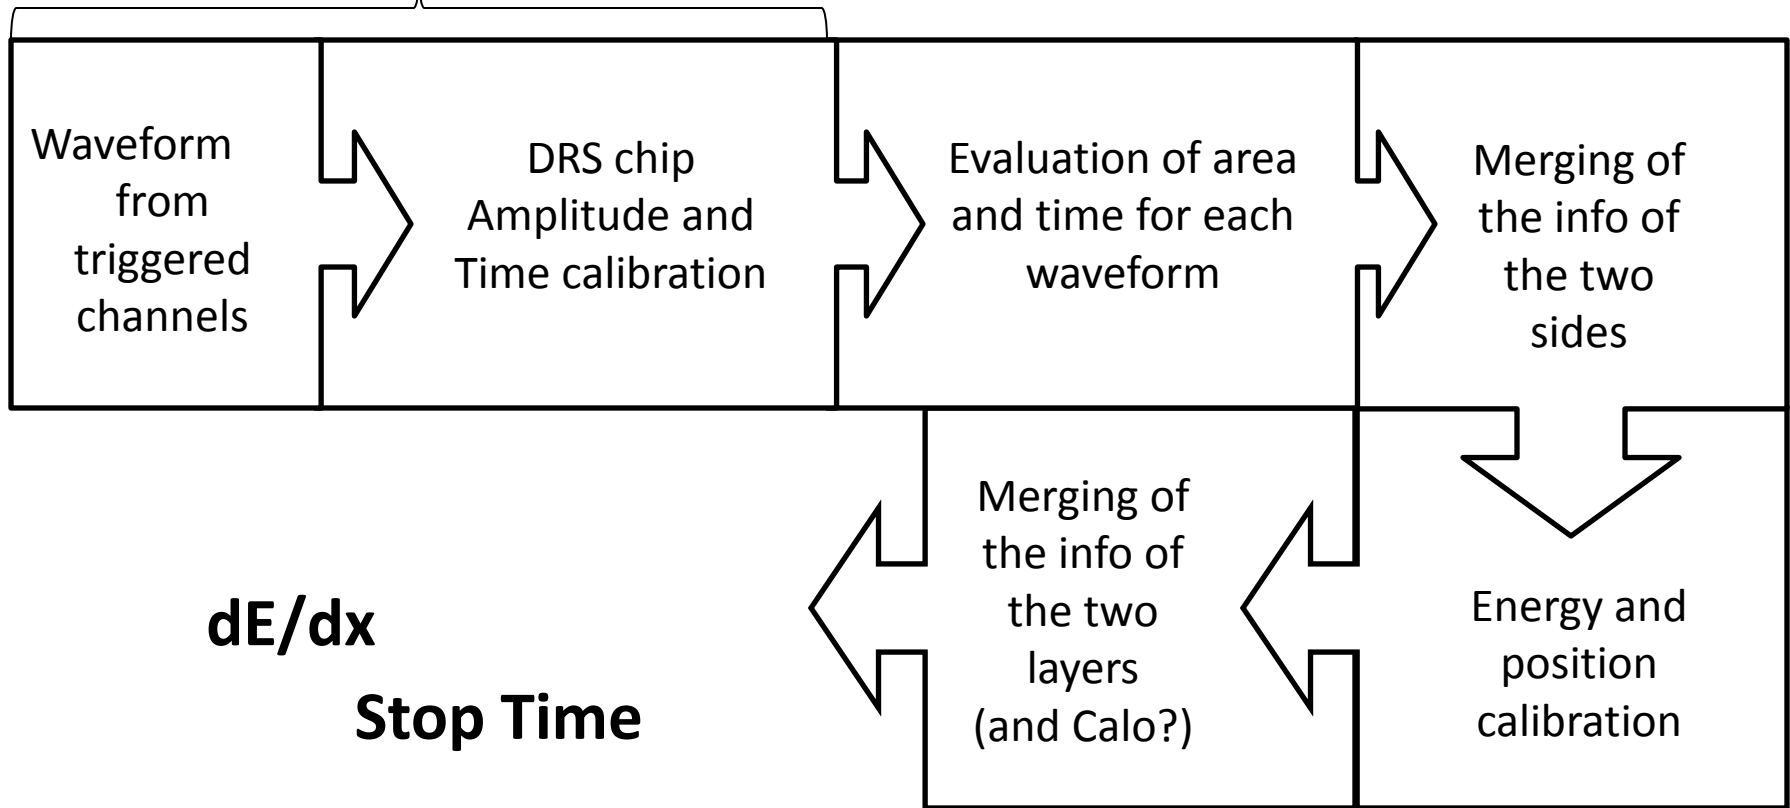 Waveform
from
triggered
channels
DRS chip
Amplitude and
Time calibration
Evaluation of area
and time for each
waveform
Merging of
the info of
the two
sides
Energy and
position
calibration
Merging of
the info of
the two
layers
(and Calo?)
dE/dx
Stop Time